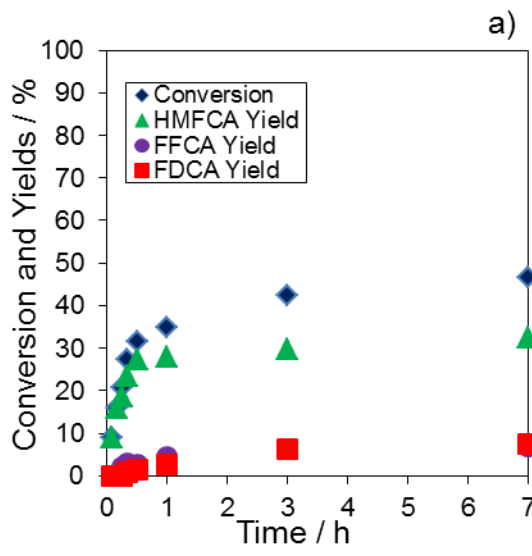 a)
100
90
80
70
60
50
40
30
20
10
0
Conversion and Yields / %
Conversion
HMFCA Yield
FFCA Yield
FDCA Yield
0 1 2 3 4 5 6 7
Time / h